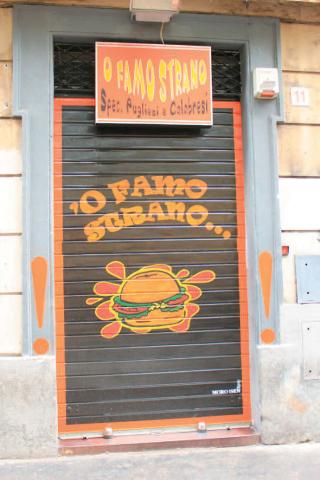 O FAMO STRANO
Spec. Pugliesi e Calabresi
11
'O FAMO
STRANO...
!
!